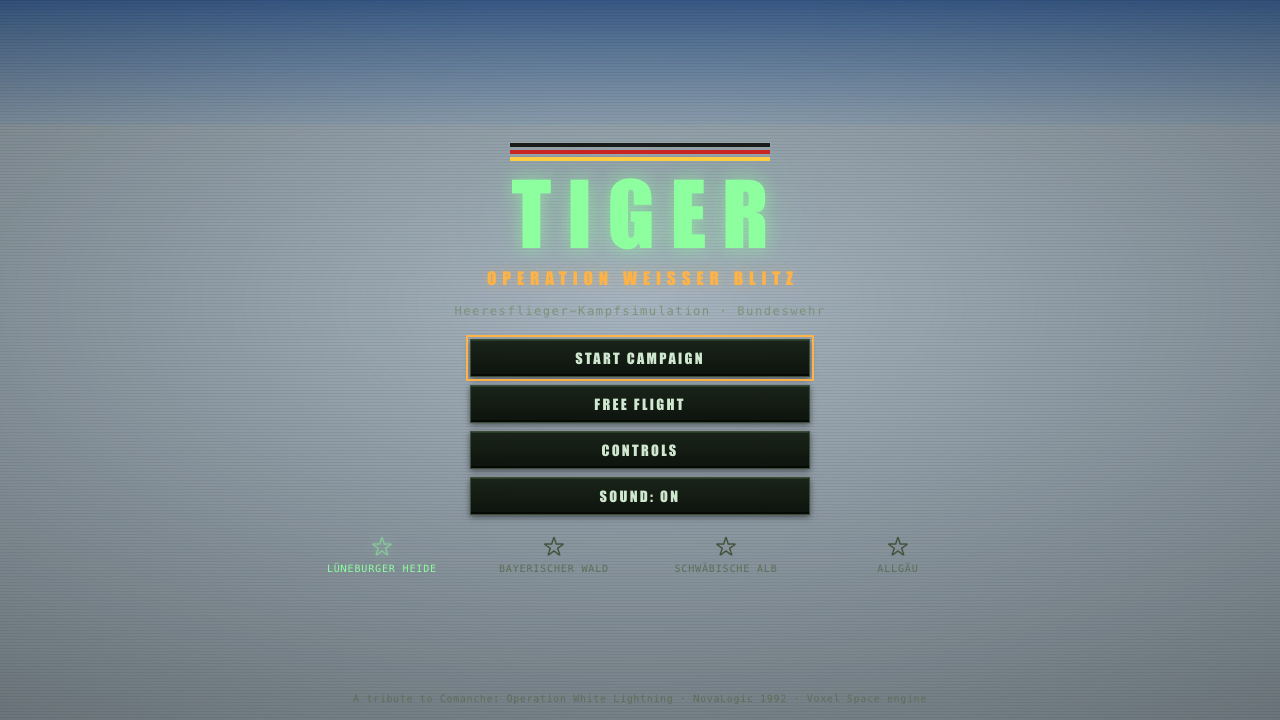 TIGER
OPERATION WEISSER BLITZ
Heeresflieger-Kampfsimulation · Bundeswehr
START CAMPAIGN
FREE FLIGHT
CONTROLS
SOUND: ON
LÜNEBURGER HEIDE BAYERISCHER WALD SCHWÄBISCHE ALB ALLGÄU
A tribute to Comanche: Operation White Lightning · NovaLogic 1992 · Voxel Space engine